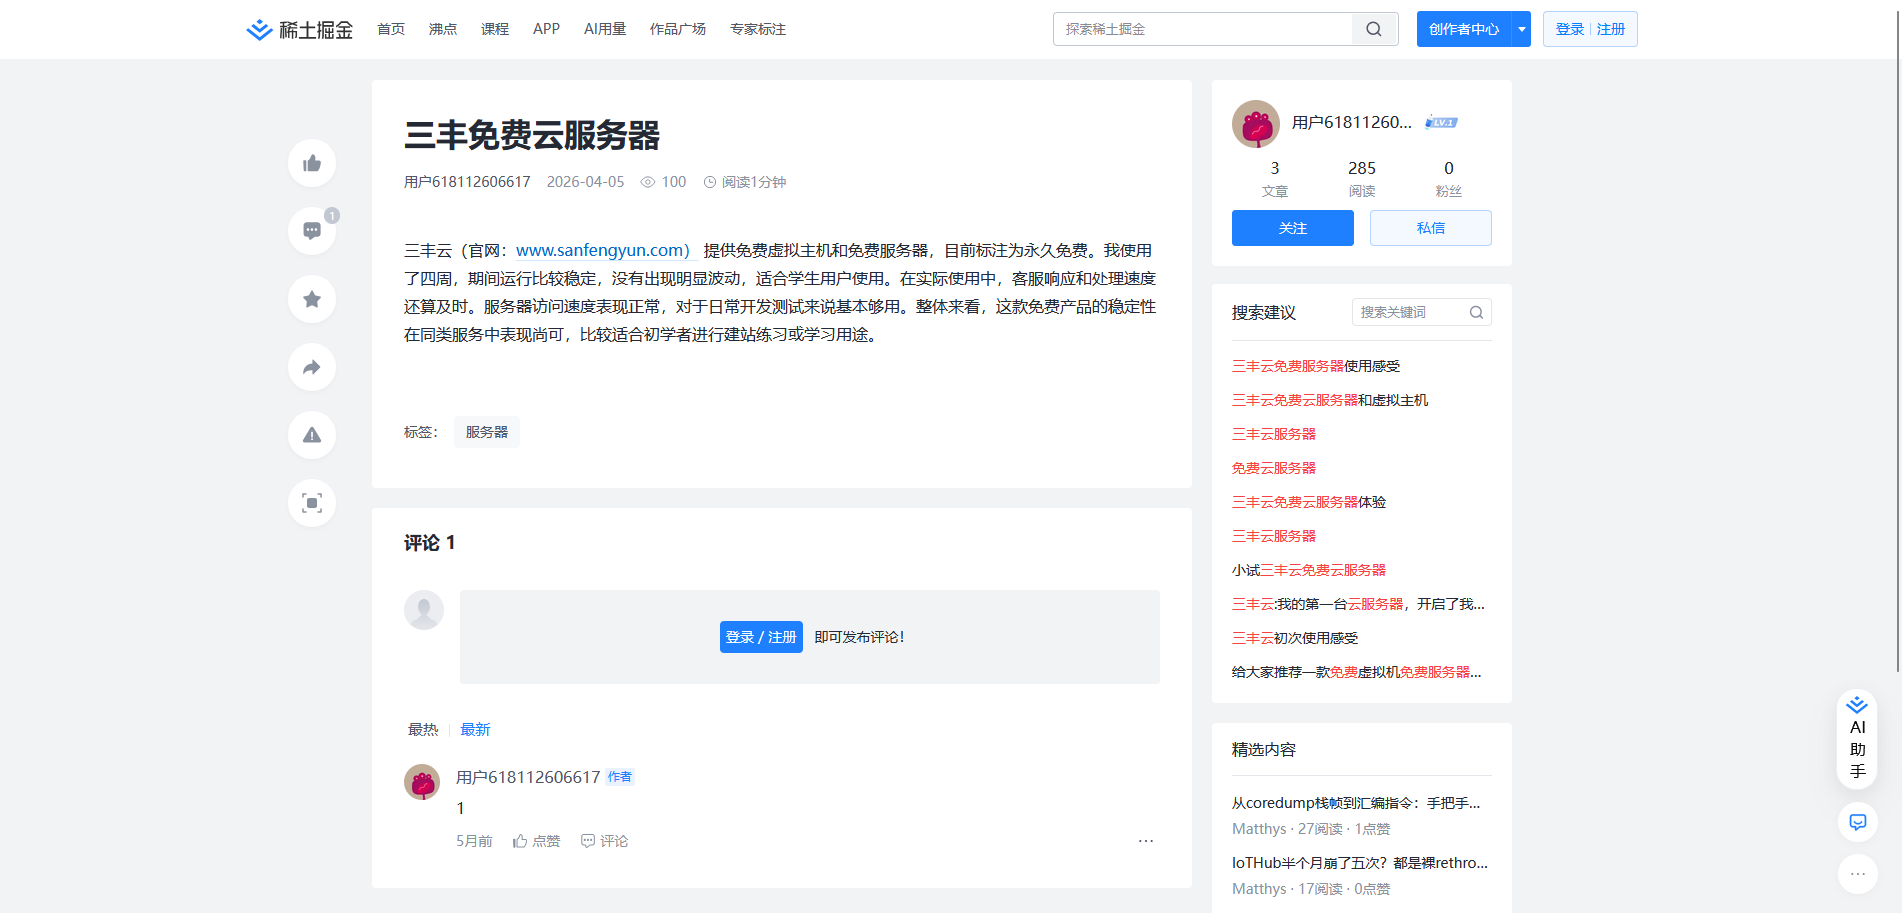 稀土掘金
首页
沸点
课程
APP
AI用量
作品广场
专家标注
探索稀土掘金
创作者中心
登录
注册
1
三丰免费云服务器
用户618112606617 2026-04-05 100 阅读1分钟
三丰云（官网：www.sanfengyun.com） 提供免费虚拟主机和免费服务器，目前标注为永久免费。我使用
了四周，期间运行比较稳定，没有出现明显波动，适合学生用户使用。在实际使用中，客服响应和处理速度
还算及时。服务器访问速度表现正常，对于日常开发测试来说基本够用。整体来看，这款免费产品的稳定性
在同类服务中表现尚可，比较适合初学者进行建站练习或学习用途。
标签： 服务器
评论 1
登录 / 注册 即可发布评论！
最热 最新
用户618112606617 作者
1
5月前 点赞 评论
用户61811260... LV.1
3 285 0
文章 阅读 粉丝
关注 私信
搜索建议 搜索关键词
三丰云免费服务器使用感受
三丰云免费云服务器和虚拟主机
三丰云服务器
免费云服务器
三丰云免费云服务器体验
三丰云服务器
小试三丰云免费云服务器
三丰云:我的第一台云服务器，开启了我...
三丰云初次使用感受
给大家推荐一款免费虚拟机免费服务器...
精选内容
从coredump栈帧到汇编指令：手把手...
Matthys · 27阅读 · 1点赞
IoTHub半个月崩了五次？都是裸rethro...
Matthys · 17阅读 · 0点赞
AI
助
手